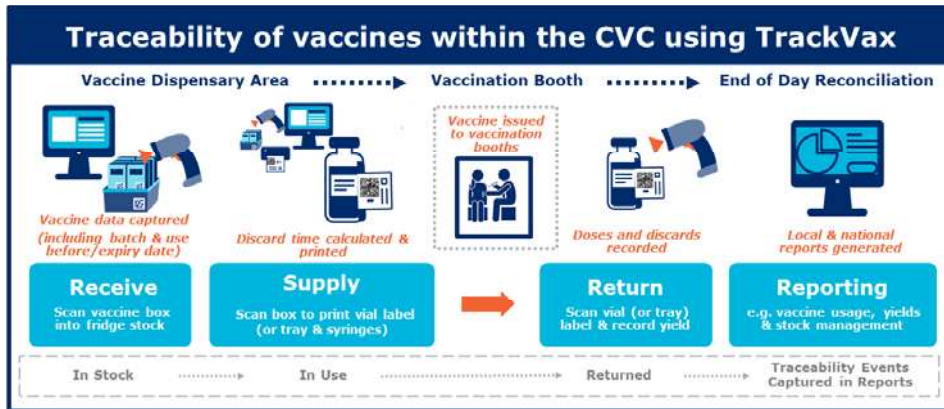 Traceability of vaccines within the CVC using TrackVax
Vaccine Dispensary Area
Vaccination Booth
End of Day Reconciliation
Vaccine data captured
(including batch & use
before/expiry date)
Discard time calculated &
printed
Vaccine issued
to vaccination
booths
Doses and discards
recorded
Local & national
reports generated
Receive
Scan vaccine box
into fridge stock
Supply
Scan box to print vial label
(or tray & syringes)
Return
Scan vial (or tray)
label & record yield
Reporting
e.g. vaccine usage, yields
& stock management
In Stock
In Use
Returned
Traceability Events
Captured in Reports